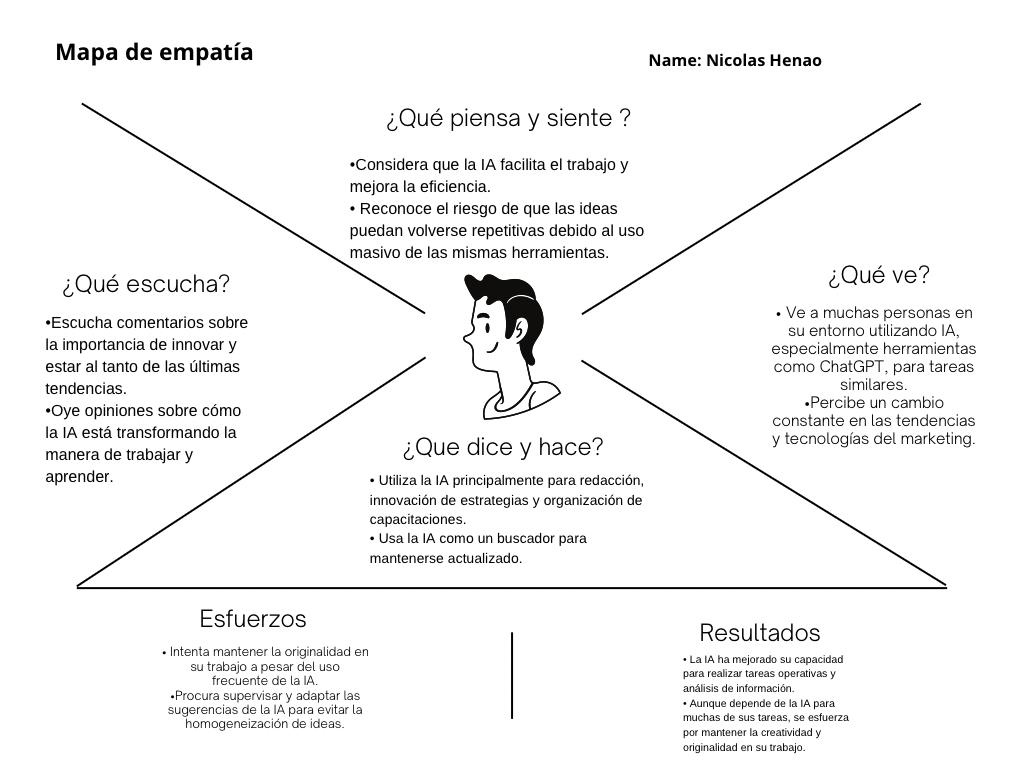 Mapa de empatía
Name: Nicolas Henao
¿Qué piensa y siente ?
•Considera que la IA facilita el trabajo y
mejora la eficiencia.
• Reconoce el riesgo de que las ideas
puedan volverse repetitivas debido al uso
masivo de las mismas herramientas.
¿Qué escucha?
•Escucha comentarios sobre
la importancia de innovar y
estar al tanto de las últimas
tendencias.
•Oye opiniones sobre cómo
la IA está transformando la
manera de trabajar y
aprender.
¿Qué ve?
• Ve a muchas personas en
su entorno utilizando IA,
especialmente herramientas
como ChatGPT, para tareas
similares.
•Percibe un cambio
constante en las tendencias
y tecnologías del marketing.
¿Que dice y hace?
• Utiliza la IA principalmente para redacción,
innovación de estrategias y organización de
capacitaciones.
• Usa la IA como un buscador para
mantenerse actualizado.
Esfuerzos
• Intenta mantener la originalidad en
su trabajo a pesar del uso
frecuente de la IA.
•Procura supervisar y adaptar las
sugerencias de la IA para evitar la
homogeneización de ideas.
Resultados
• La IA ha mejorado su capacidad
para realizar tareas operativas y
análisis de información.
• Aunque depende de la IA para
muchas de sus tareas, se esfuerza
por mantener la creatividad y
originalidad en su trabajo.